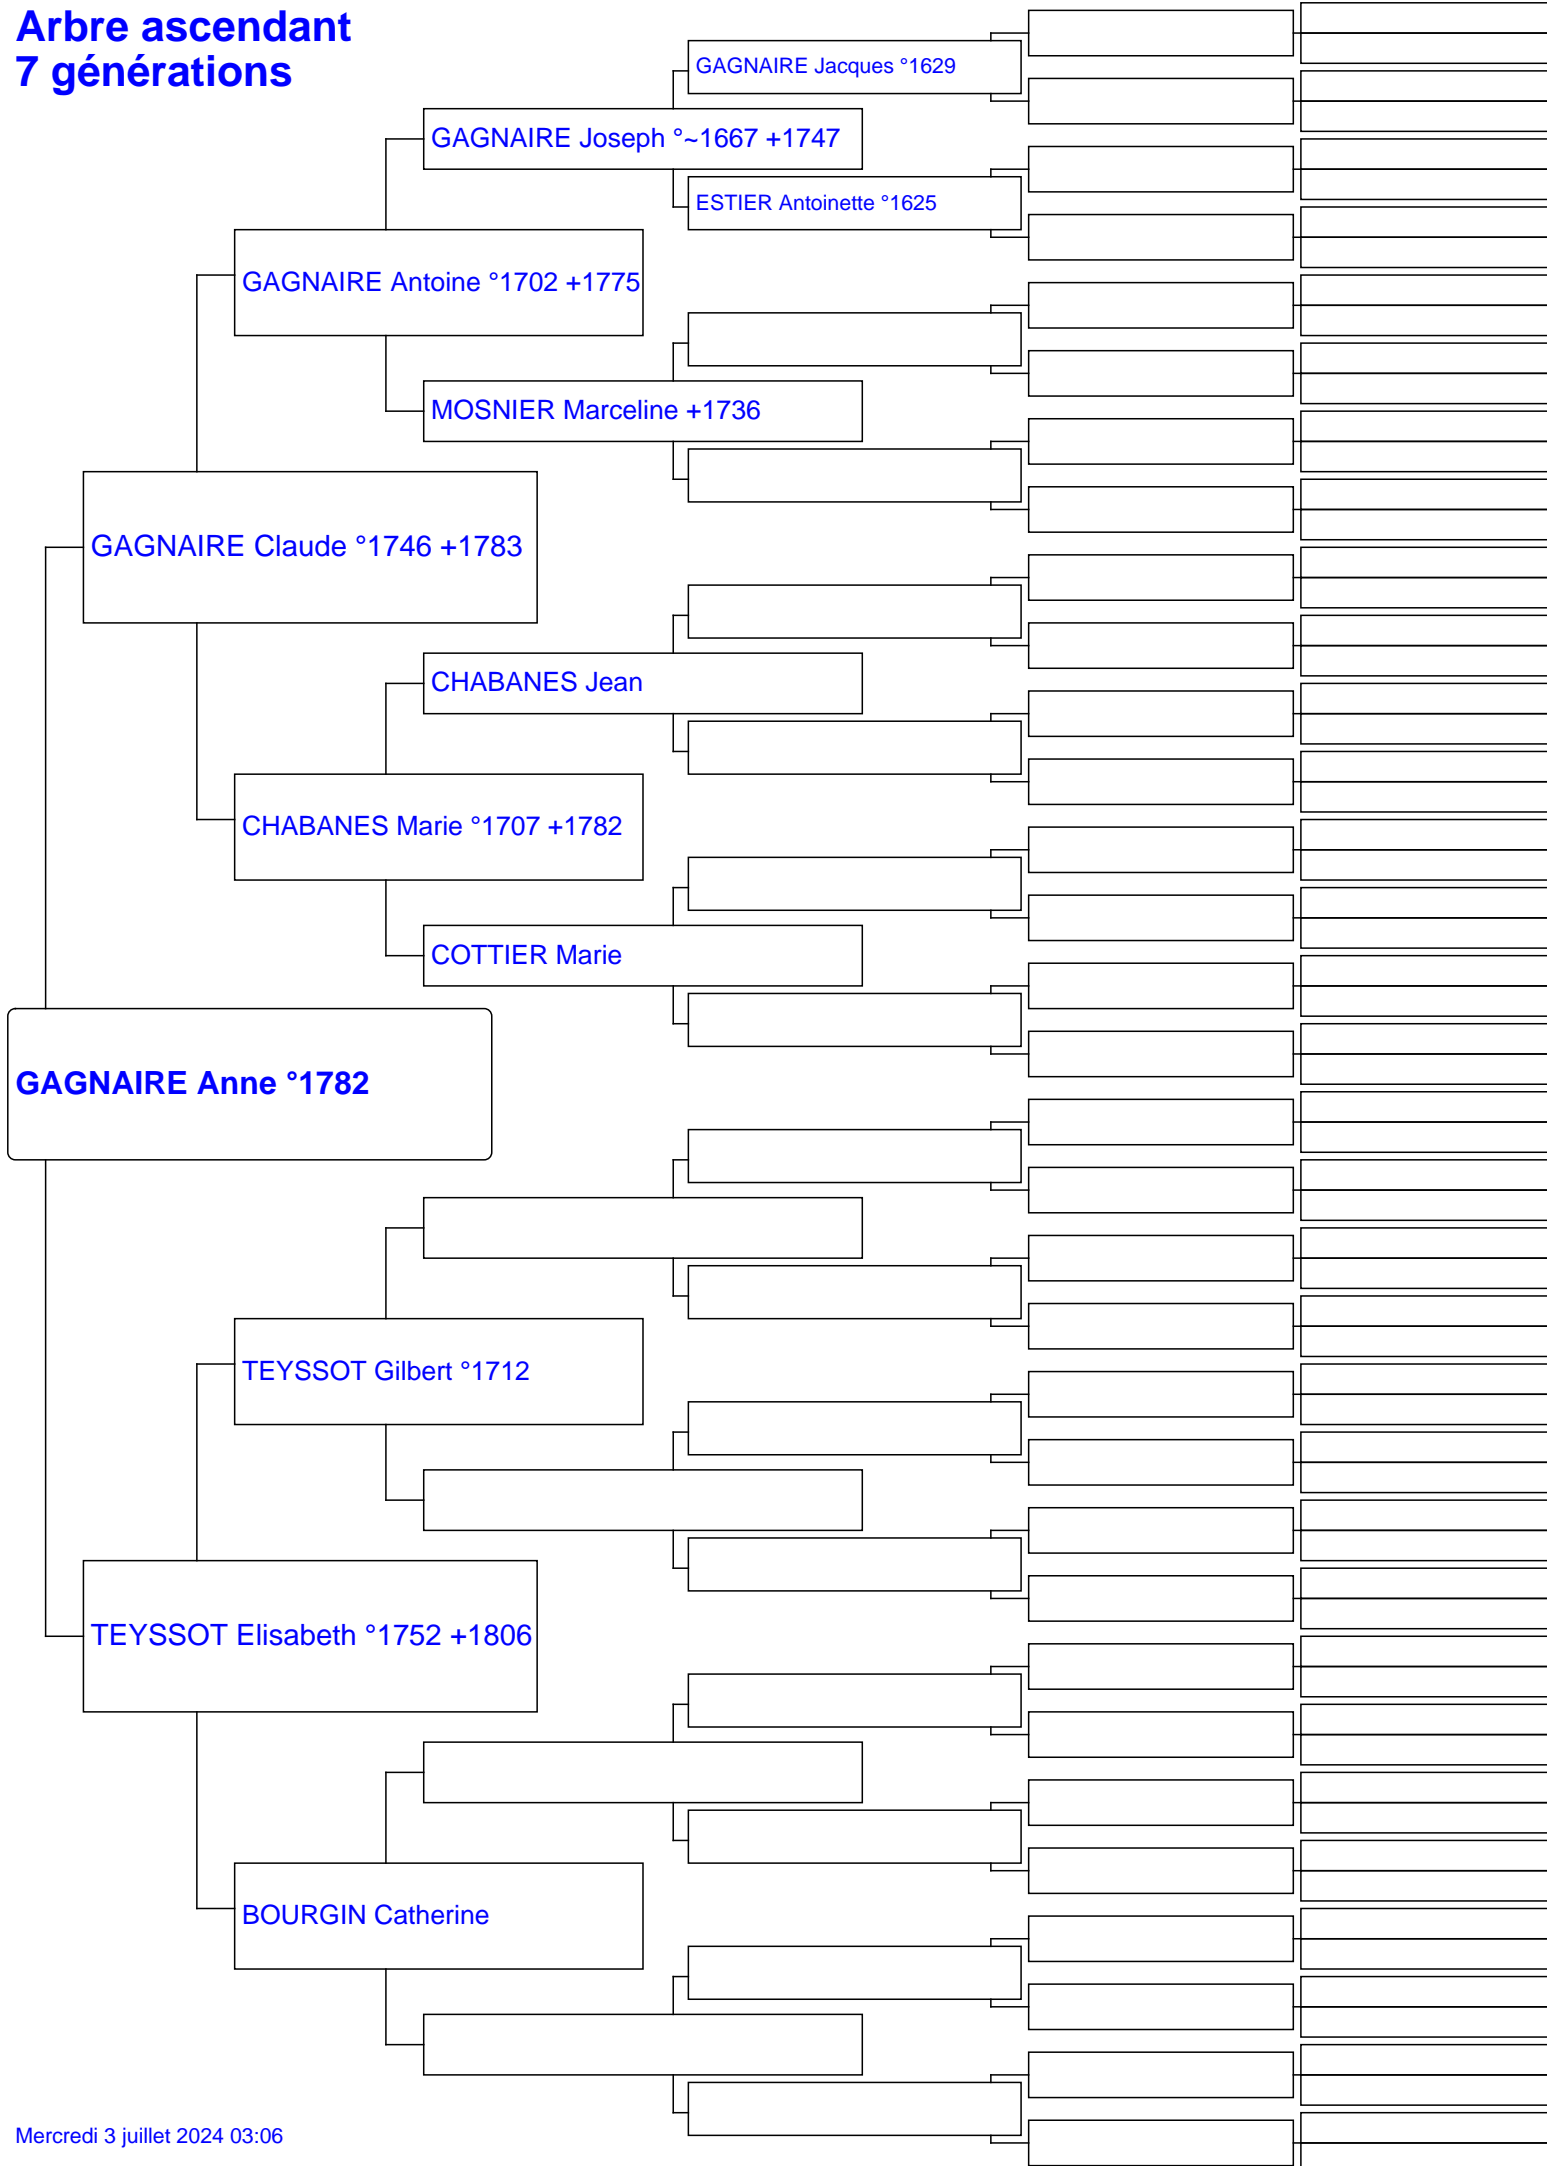 Arbre ascendant
7 générations
GAGNAIRE Jacques °1629
GAGNAIRE Joseph °~1667 +1747
ESTIER Antoinette °1625
GAGNAIRE Antoine °1702 +1775
MOSNIER Marceline +1736
GAGNAIRE Claude °1746 +1783
CHABANES Jean
CHABANES Marie °1707 +1782
COTTIER Marie
GAGNAIRE Anne °1782
TEYSSOT Gilbert °1712
TEYSSOT Elisabeth °1752 +1806
BOURGIN Catherine
Mercredi 3 juillet 2024 03:06